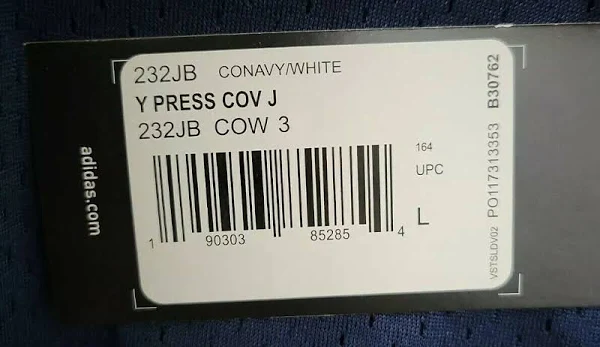 232JB CONAVY/WHITE
Y PRESS COV J
232JB COW 3
164
UPC
L
1 90303 85285 4
adidas.com
VSTSLDV02 PO117313353 B30762